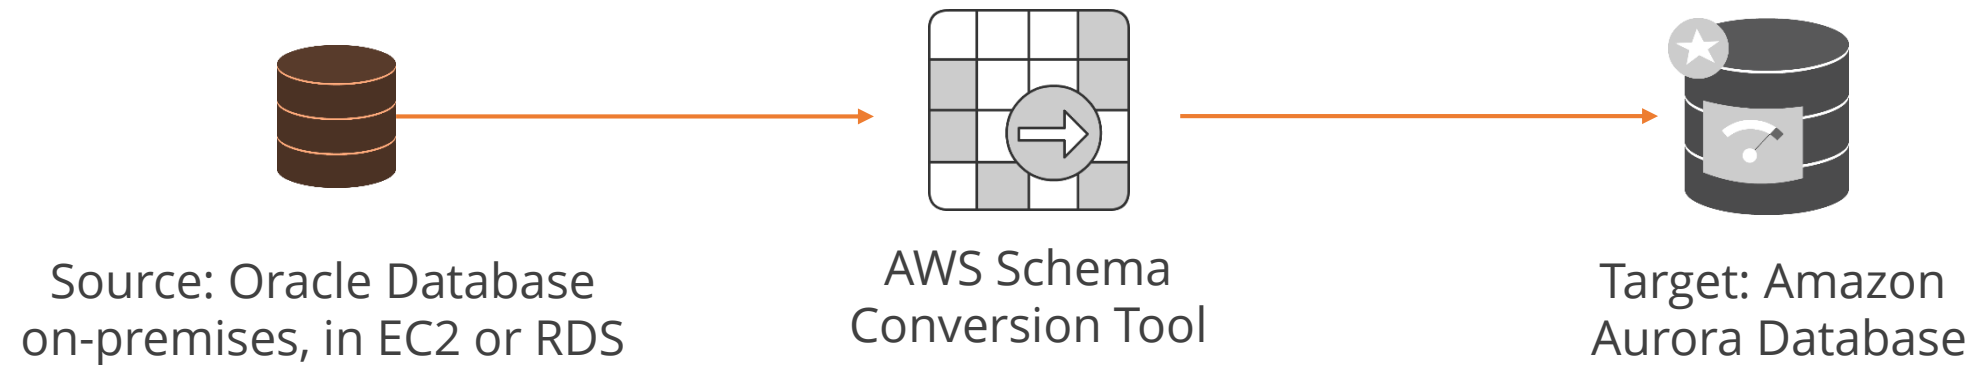 Source: Oracle Database
on-premises, in EC2 or RDS
AWS Schema
Conversion Tool
Target: Amazon
Aurora Database